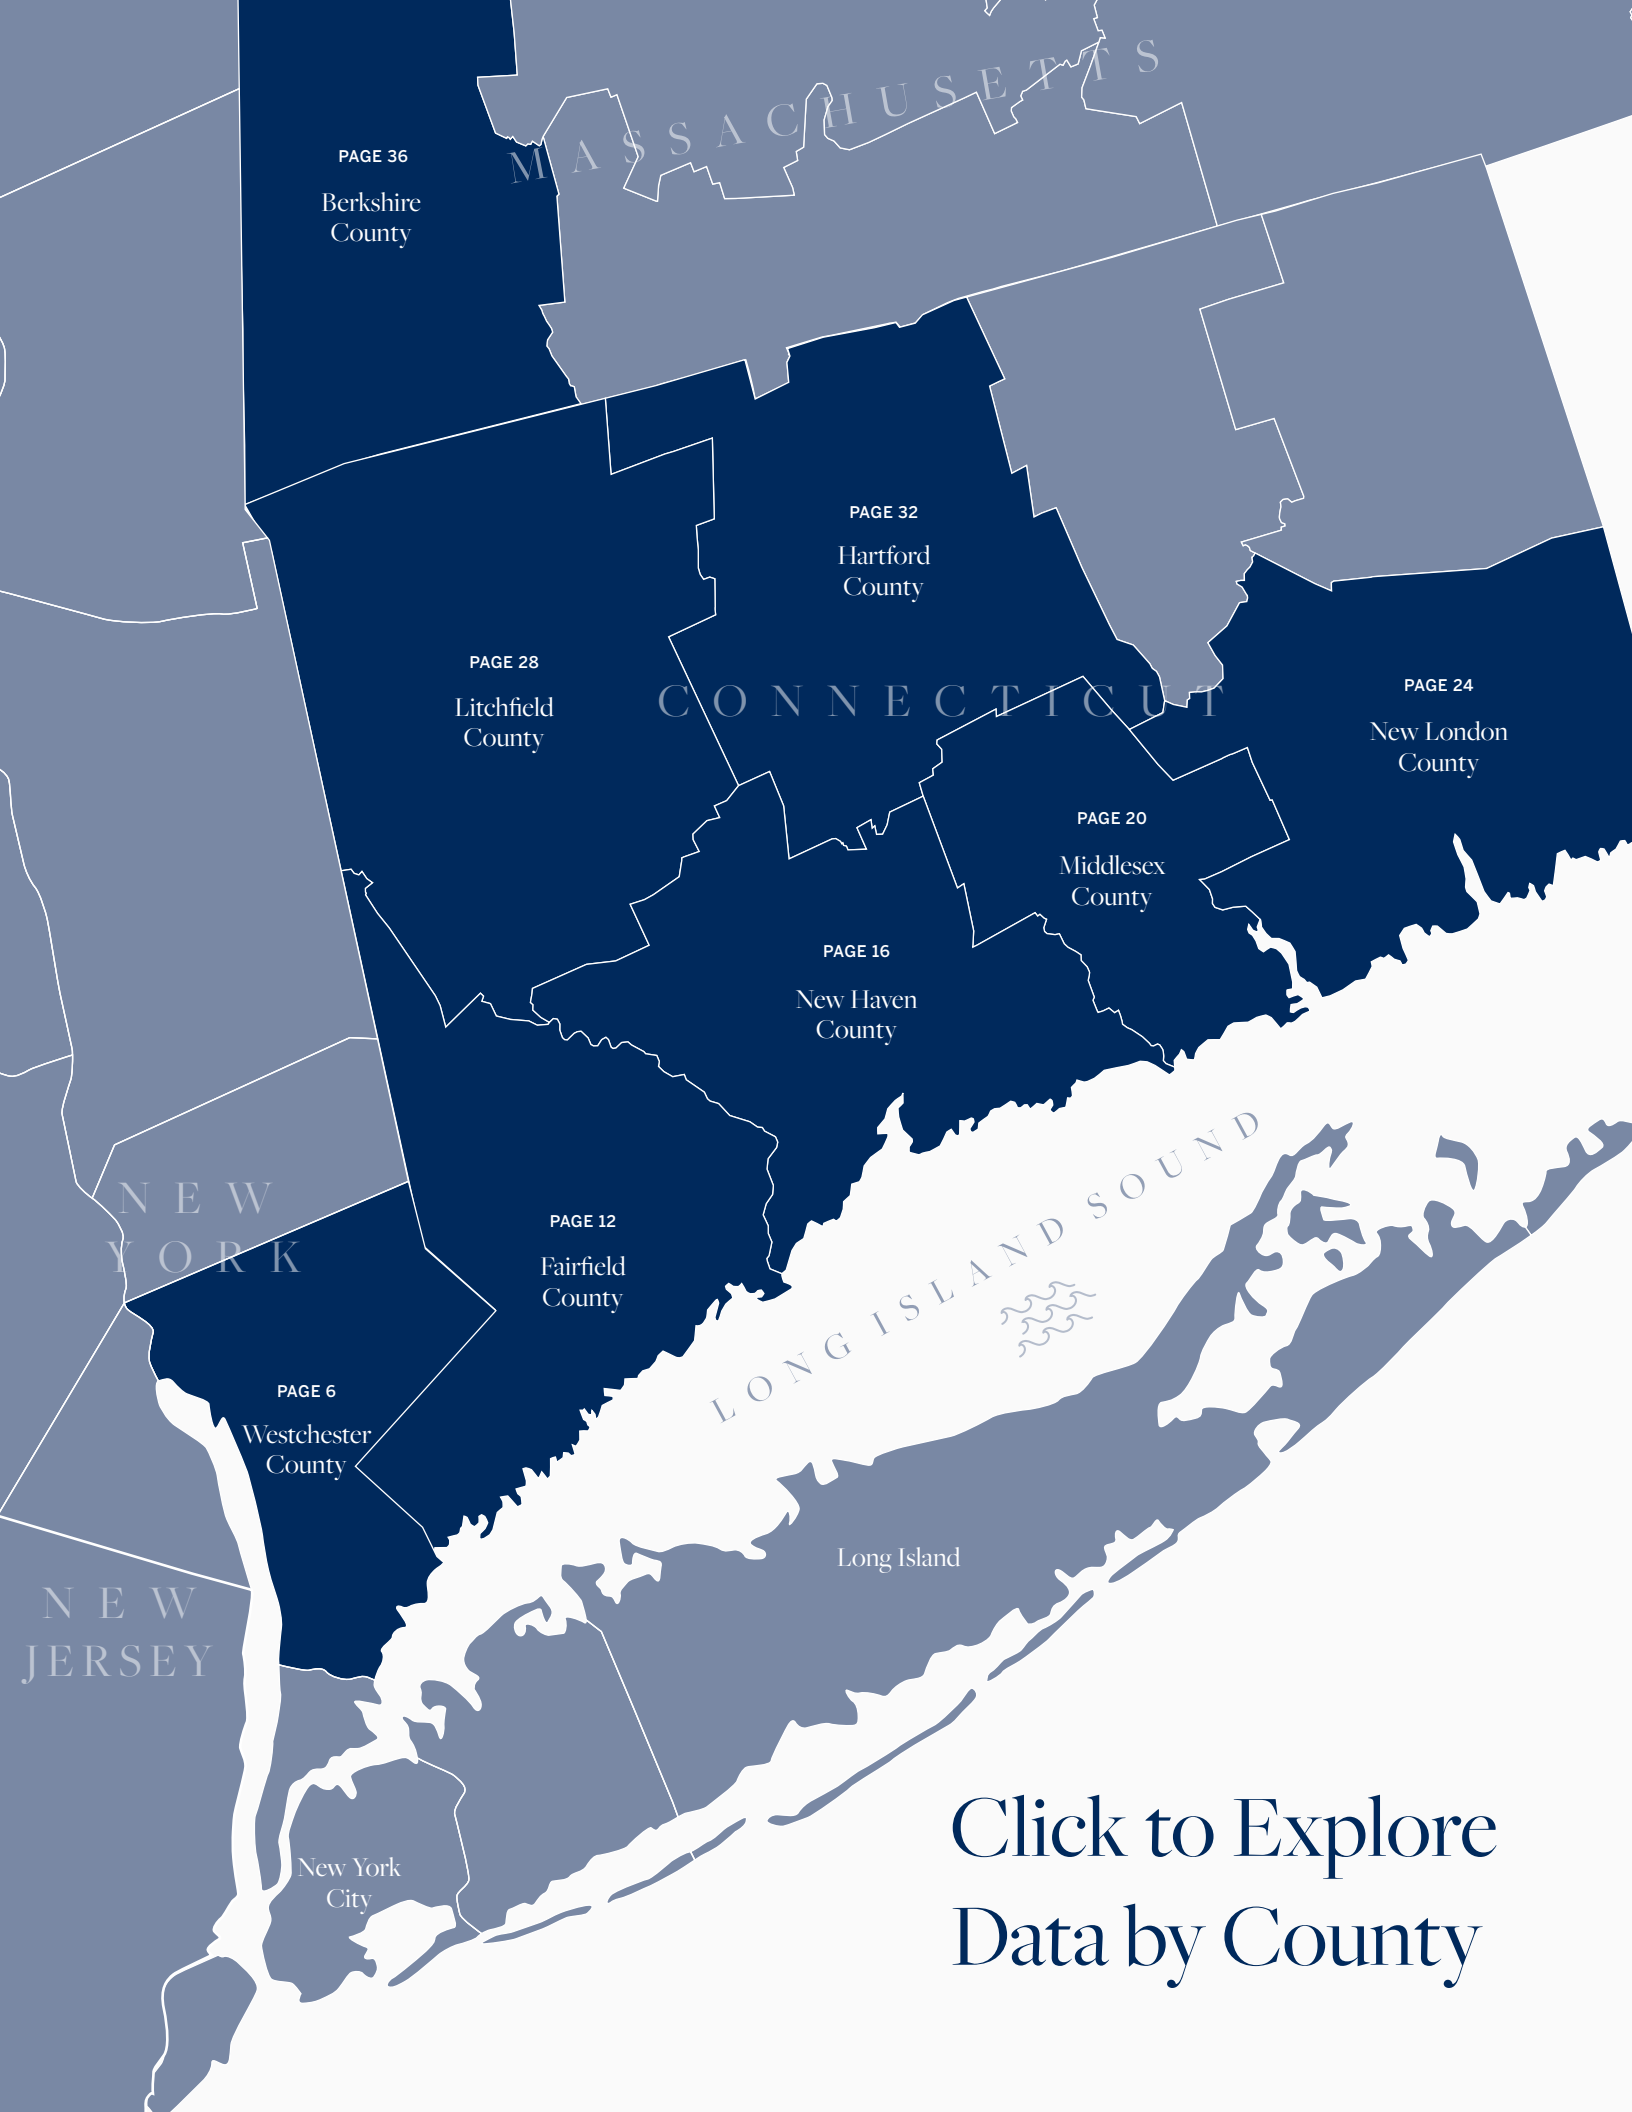 MASSACHUSETTS
PAGE 36
Berkshire
County
PAGE 32
Hartford
County
PAGE 28
Litchfield
County
CONNECTICUT
PAGE 24
New London
County
PAGE 20
Middlesex
County
PAGE 16
New Haven
County
NEW
YORK
PAGE 12
Fairfield
County
LONG ISLAND SOUND
PAGE 6
Westchester
County
Long Island
NEW
JERSEY
New York
City
Click to Explore
Data by County